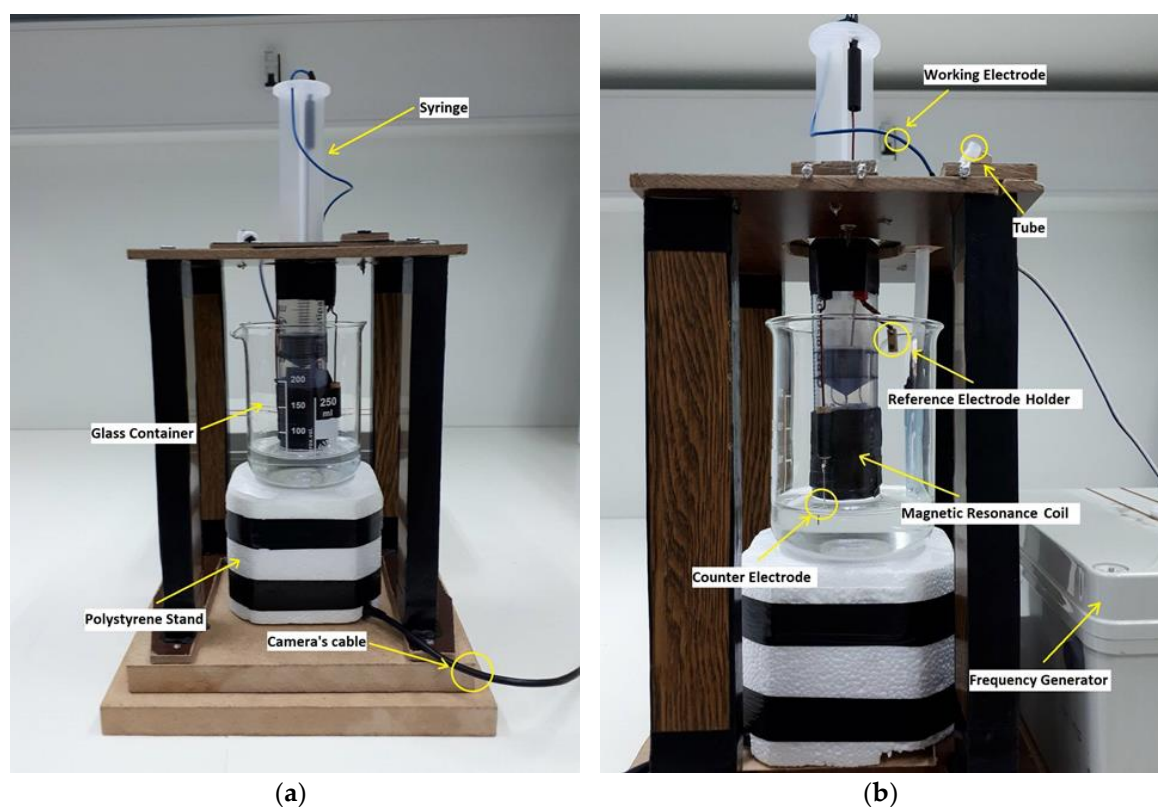 Syringe
Glass Container
200
150
250
ml
100
Polystyrene Stand
Camera's cable
(a)
Working Electrode
Tube
Reference Electrode Holder
Magnetic Resonance Coil
Counter Electrode
Frequency Generator
(b)